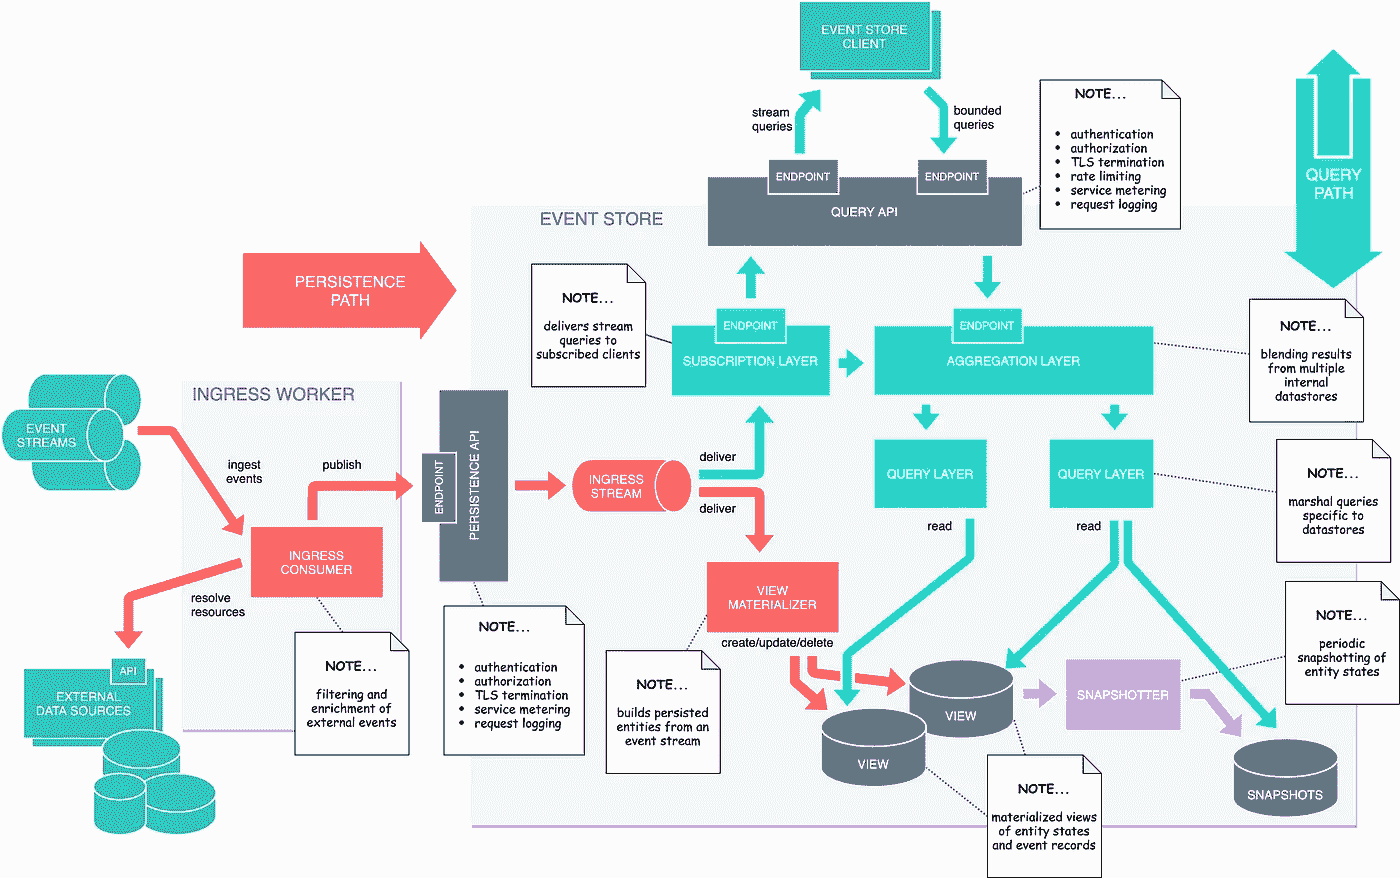 EVENT STORE
CLIENT
stream
queries
bounded
queries
NOTE...
• authentication
• authorization
• TLS termination
• rate limiting
• service metering
• request logging
QUERY
PATH
ENDPOINT
ENDPOINT
QUERY API
EVENT STORE
PERSISTENCE
PATH
NOTE...
delivers stream
queries to
subscribed clients
ENDPOINT
SUBSCRIPTION LAYER
ENDPOINT
AGGREGATION LAYER
NOTE...
blending results
from multiple
internal
datastores
INGRESS WORKER
EVENT
STREAMS
ingest
events
publish
ENDPOINT
PERSISTENCE API
INGRESS
STREAM
deliver
deliver
QUERY LAYER
QUERY LAYER
NOTE...
marshal queries
specific to
datastores
read
read
INGRESS
CONSUMER
resolve
resources
VIEW
MATERIALIZER
create/update/delete
NOTE...
periodic
snapshotting of
entity states
API
EXTERNAL
DATA SOURCES
NOTE...
filtering and
enrichment of
external events
NOTE...
• authentication
• authorization
• TLS termination
• service metering
• request logging
NOTE...
builds persisted
entities from an
event stream
VIEW
VIEW
SNAPSHOTTER
SNAPSHOTS
NOTE...
materialized views
of entity states
and event records